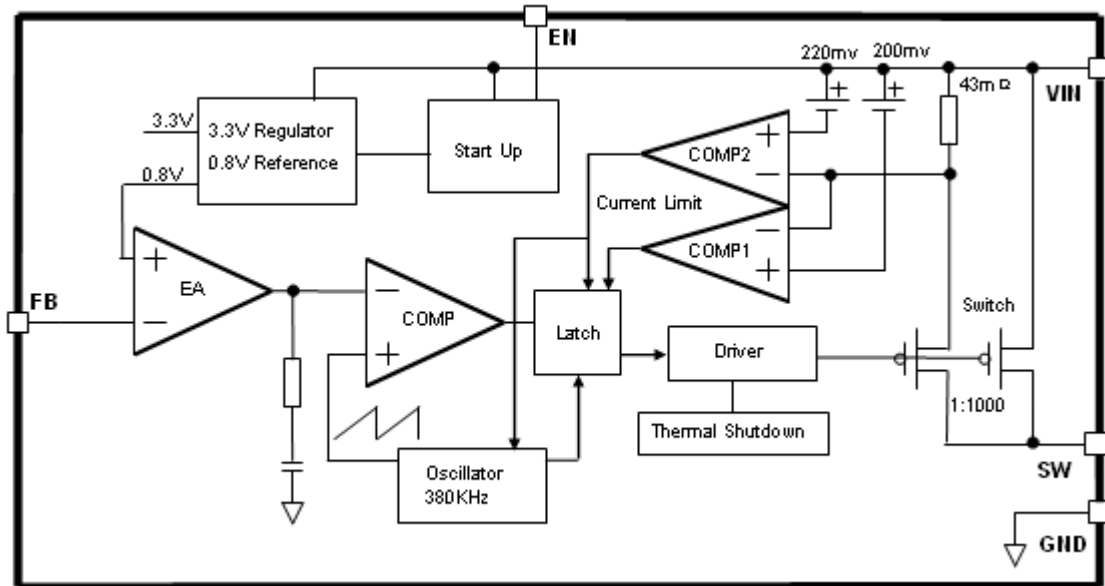 EN
220mv
200mv
43mΩ
VIN
3.3V
3.3V Regulator
0.8V Reference
0.8V
Start Up
+
+
+
COMP2
−
Current Limit
−
COMP1
+
+
EA
−
FB
−
COMP
+
Latch
Switch
Driver
1:1000
Thermal Shutdown
Oscillator
380KHz
SW
GND